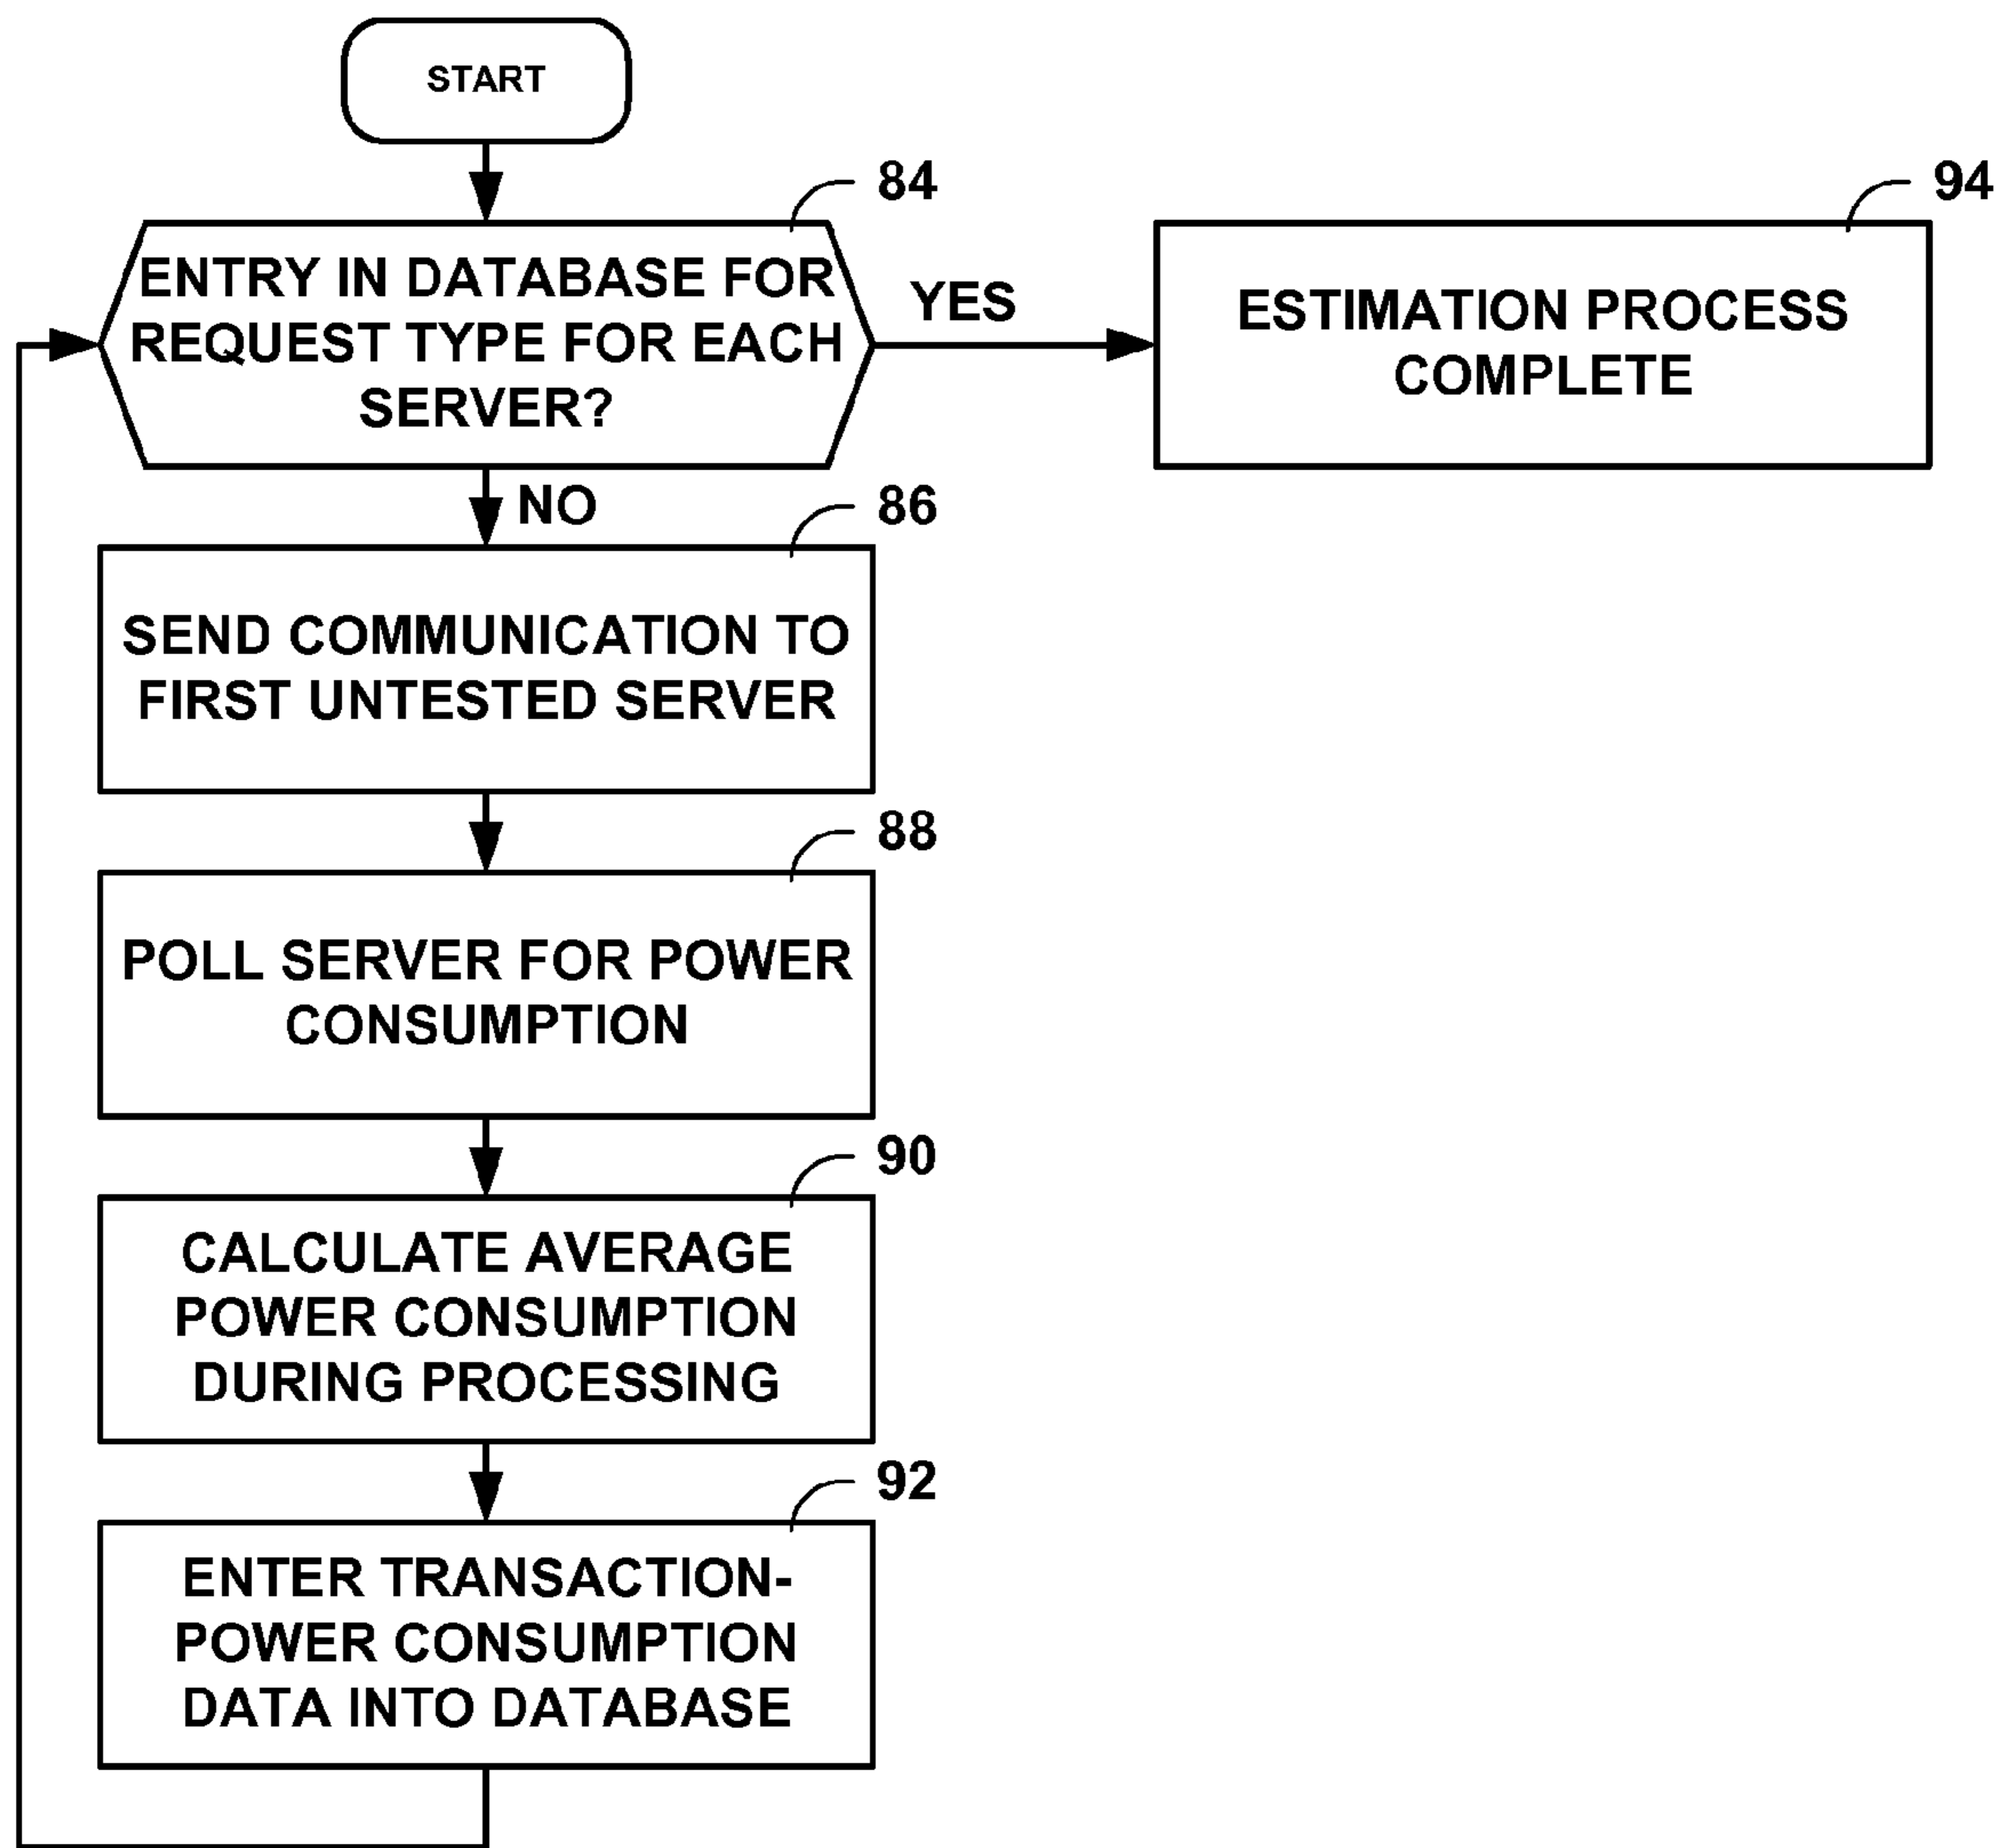 START
84
ENTRY IN DATABASE FOR
REQUEST TYPE FOR EACH
SERVER?
YES
94
ESTIMATION PROCESS
COMPLETE
NO
86
SEND COMMUNICATION TO
FIRST UNTESTED SERVER
88
POLL SERVER FOR POWER
CONSUMPTION
90
CALCULATE AVERAGE
POWER CONSUMPTION
DURING PROCESSING
92
ENTER TRANSACTION-
POWER CONSUMPTION
DATA INTO DATABASE